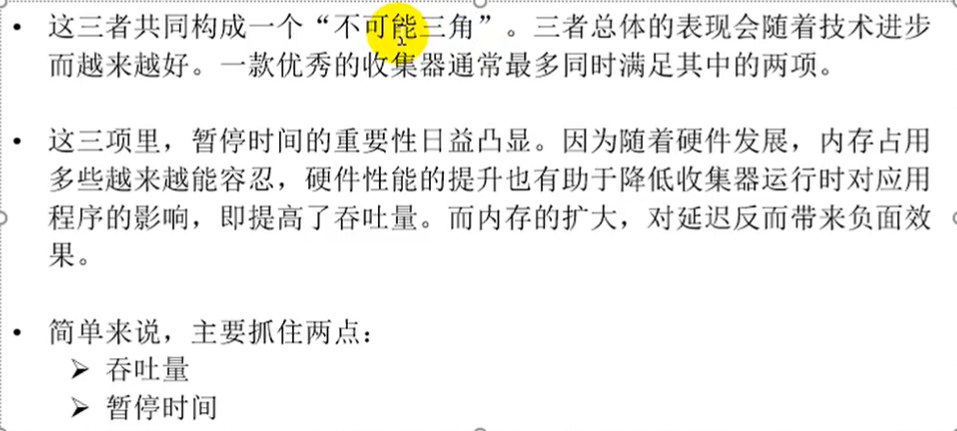 • 这三者共同构成一个“不可能三角”。三者总体的表现会随着技术进步
而越来越好。一款优秀的收集器通常最多同时满足其中的两项。
• 这三项里，暂停时间的重要性日益凸显。因为随着硬件发展，内存占用
多些越来越能容忍，硬件性能的提升也有助于降低收集器运行时对应用
程序的影响，即提高了吞吐量。而内存的扩大，对延迟反而带来负面效
果。
• 简单来说，主要抓住两点：
➢ 吞吐量
➢ 暂停时间